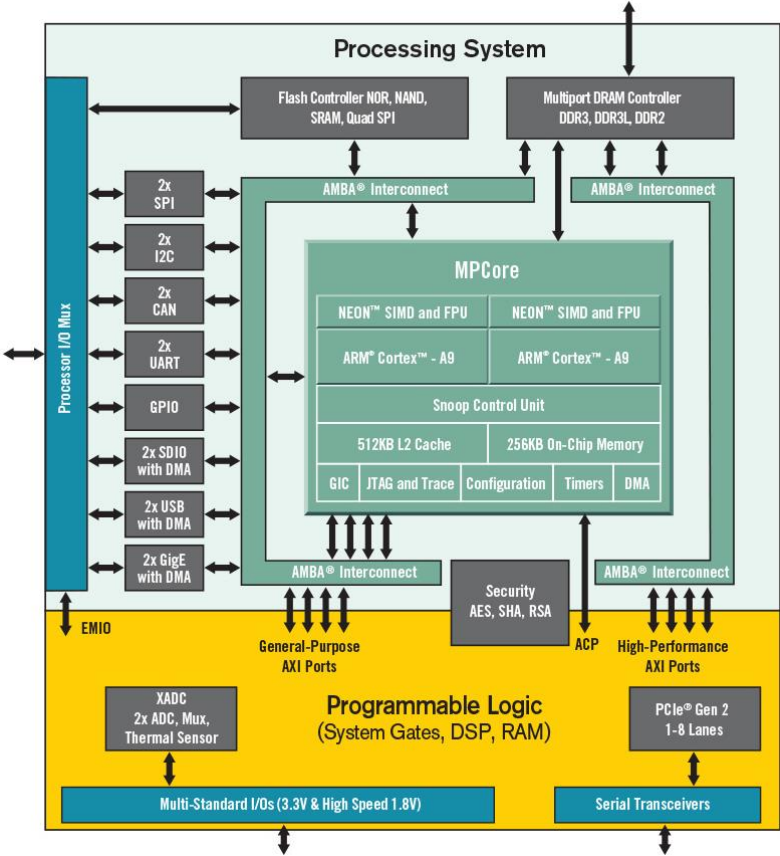 Processing System
Flash Controller NOR, NAND,
SRAM, Quad SPI
Multiport DRAM Controller
DDR3, DDR3L, DDR2
AMBA® Interconnect
AMBA® Interconnect
Processor I/O Mux
2x
SPI
2x
I2C
2x
CAN
2x
UART
GPIO
2x SDIO
with DMA
2x USB
with DMA
2x GigE
with DMA
MPCore
NEON™ SIMD and FPU
NEON™ SIMD and FPU
ARM® Cortex™ - A9
ARM® Cortex™ - A9
Snoop Control Unit
512KB L2 Cache
256KB On-Chip Memory
GIC
JTAG and Trace
Configuration
Timers
DMA
AMBA® Interconnect
AMBA® Interconnect
Security
AES, SHA, RSA
EMIO
General-Purpose
AXI Ports
ACP
High-Performance
AXI Ports
XADC
2x ADC, Mux,
Thermal Sensor
Programmable Logic
(System Gates, DSP, RAM)
PCIe® Gen 2
1-8 Lanes
Multi-Standard I/Os (3.3V & High Speed 1.8V)
Serial Transceivers